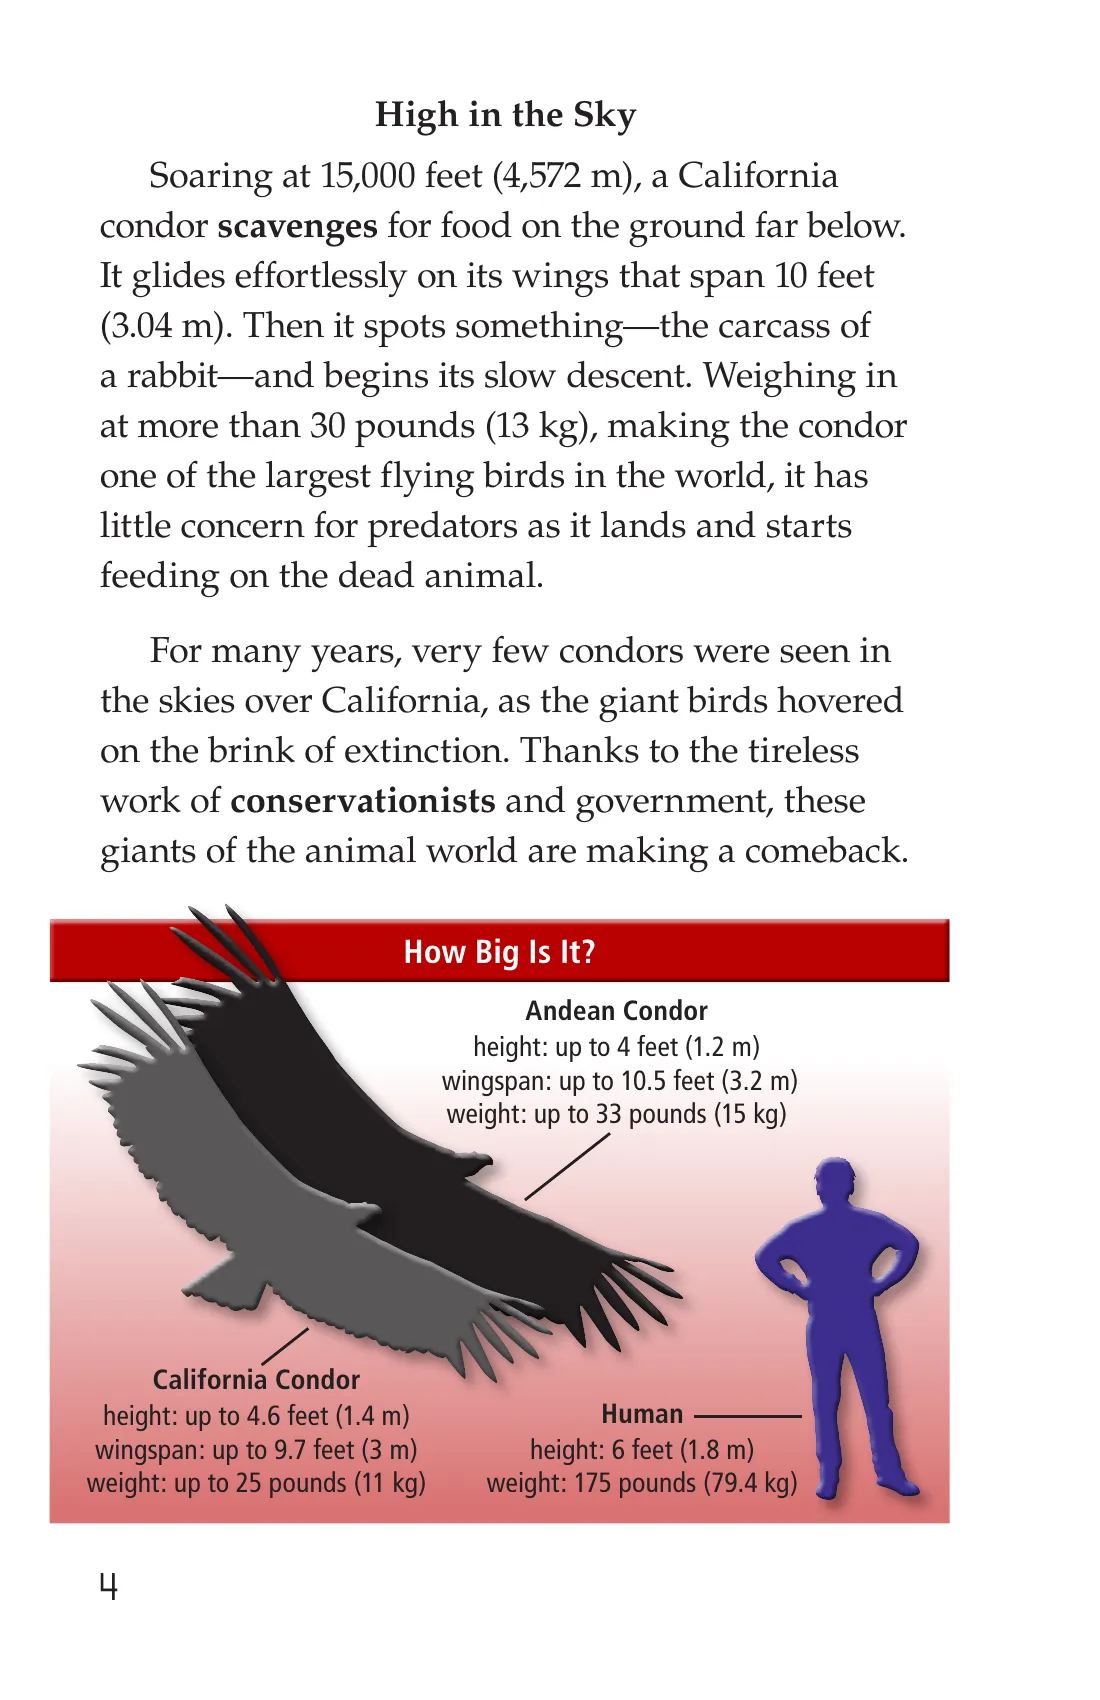 High in the Sky
Soaring at 15,000 feet (4,572 m), a California
condor scavenges for food on the ground far below.
It glides effortlessly on its wings that span 10 feet
(3.04 m). Then it spots something—the carcass of
a rabbit—and begins its slow descent. Weighing in
at more than 30 pounds (13 kg), making the condor
one of the largest flying birds in the world, it has
little concern for predators as it lands and starts
feeding on the dead animal.
For many years, very few condors were seen in
the skies over California, as the giant birds hovered
on the brink of extinction. Thanks to the tireless
work of conservationists and government, these
giants of the animal world are making a comeback.
How Big Is It?
Andean Condor
height: up to 4 feet (1.2 m)
wingspan: up to 10.5 feet (3.2 m)
weight: up to 33 pounds (15 kg)
California Condor
height: up to 4.6 feet (1.4 m)
wingspan: up to 9.7 feet (3 m)
weight: up to 25 pounds (11 kg)
Human
height: 6 feet (1.8 m)
weight: 175 pounds (79.4 kg)
4